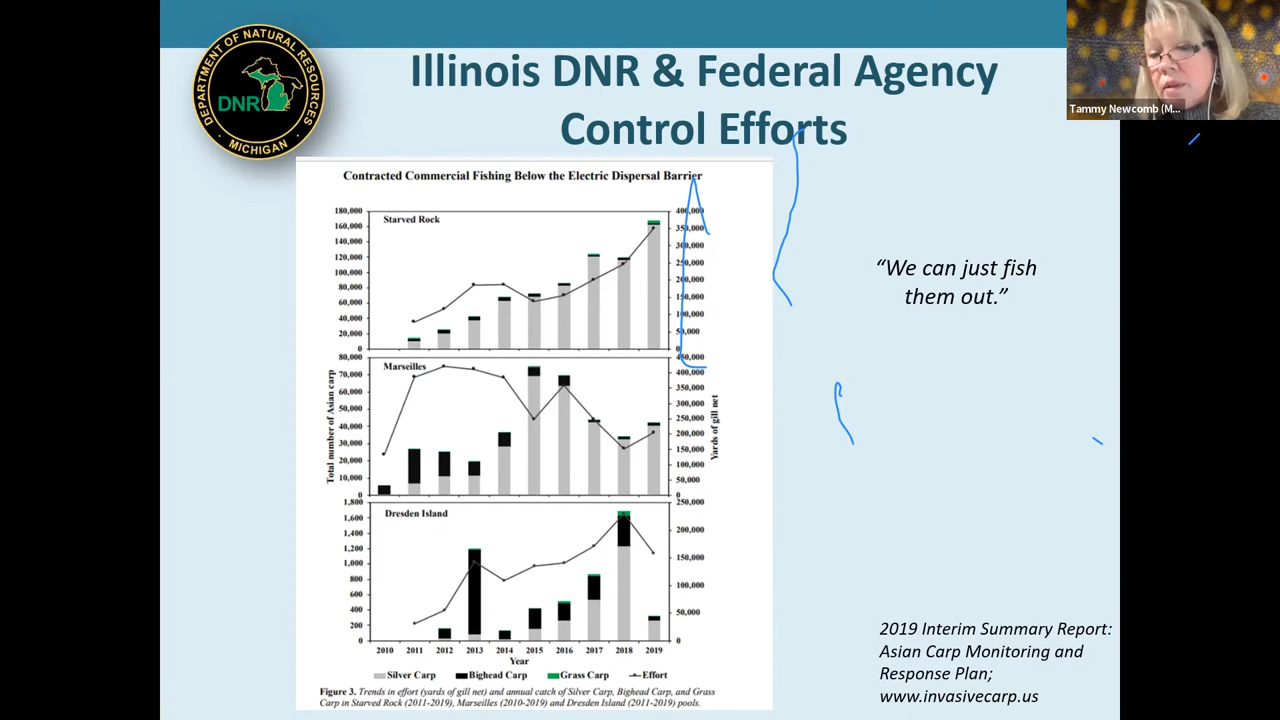 DEPARTMENT OF NATURAL RESOURCES
DNR
MICHIGAN
Illinois DNR & Federal Agency
Control Efforts
Tammy Newcomb (M...
Contracted Commercial Fishing Below the Electric Dispersal Barrier
Starved Rock
180,000
160,000
140,000
120,000
100,000
80,000
60,000
40,000
20,000
0
400,000
350,000
300,000
250,000
200,000
150,000
100,000
50,000
0
Marseilles
80,000
70,000
60,000
50,000
40,000
30,000
20,000
10,000
0
450,000
400,000
350,000
300,000
250,000
200,000
150,000
100,000
50,000
0
Total number of Asian carp
Yards of gill net
Dresden Island
1,800
1,600
1,400
1,200
1,000
800
600
400
200
0
250,000
200,000
150,000
100,000
50,000
0
2010 2011 2012 2013 2014 2015 2016 2017 2018 2019
Year
Silver Carp Bighead Carp Grass Carp Effort
Figure 3. Trends in effort (yards of gill net) and annual catch of Silver Carp, Bighead Carp, and Grass
Carp in Starved Rock (2011-2019), Marseilles (2010-2019) and Dresden Island (2011-2019) pools.
“We can just fish
them out.”
2019 Interim Summary Report:
Asian Carp Monitoring and
Response Plan;
www.invasivecarp.us